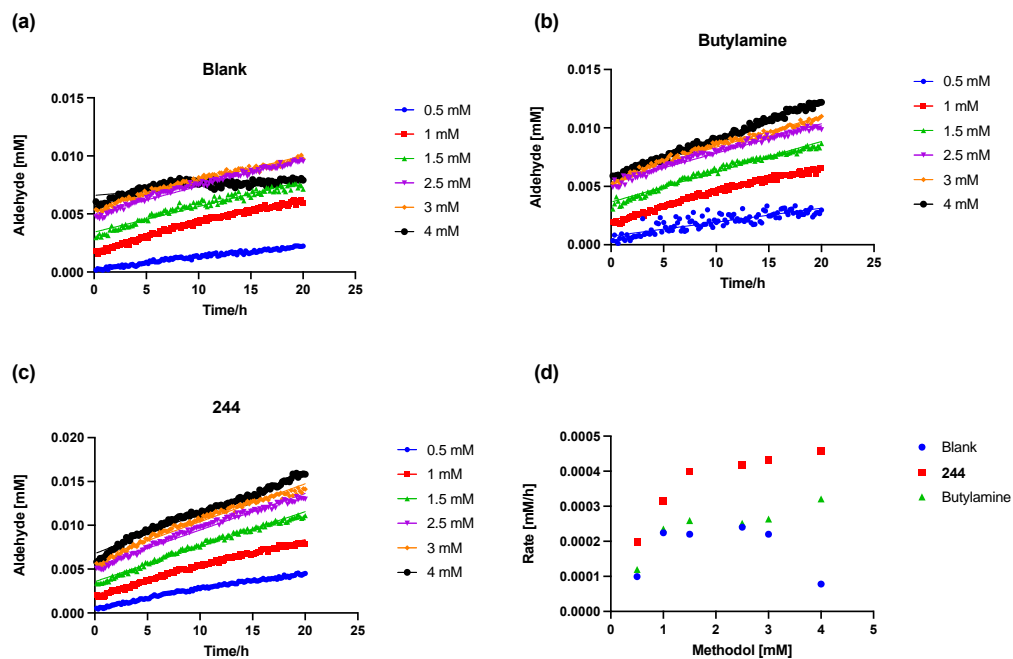 (a)
Blank
Aldehyde [mM]
0.015
0.010
0.005
0.000
0 5 10 15 20 25
Time/h
0.5 mM
1 mM
1.5 mM
2.5 mM
3 mM
4 mM
(b)
Butylamine
Aldehyde [mM]
0.015
0.010
0.005
0.000
0 5 10 15 20 25
Time/h
0.5 mM
1 mM
1.5 mM
2.5 mM
3 mM
4 mM
(c)
244
Aldehyde [mM]
0.020
0.015
0.010
0.005
0.000
0 5 10 15 20 25
Time/h
0.5 mM
1 mM
1.5 mM
2.5 mM
3 mM
4 mM
(d)
Rate [mM/h]
0.0005
0.0004
0.0003
0.0002
0.0001
0.0000
0 1 2 3 4 5
Methodol [mM]
Blank
244
Butylamine